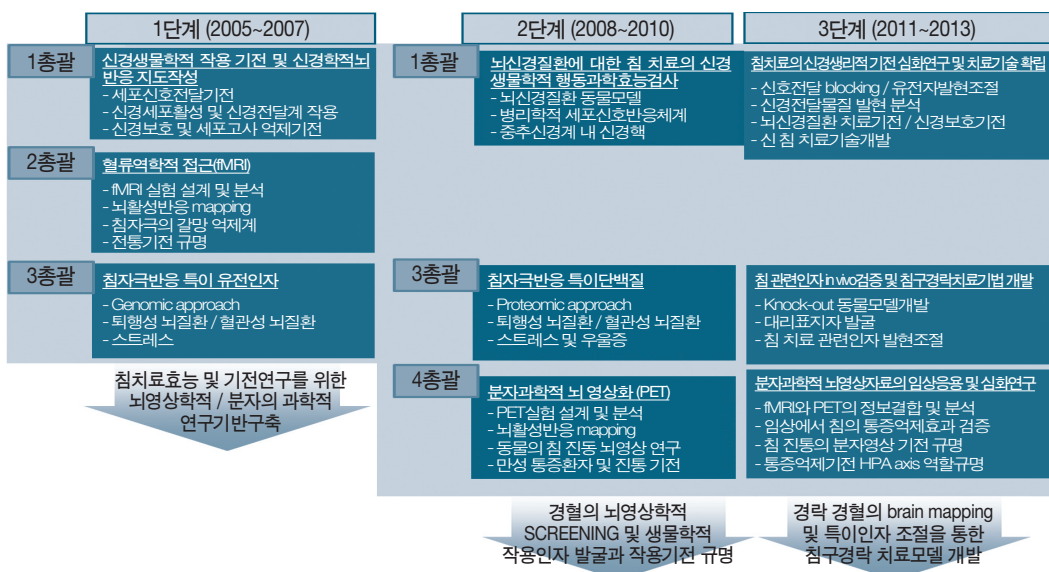 1단계 (2005~2007)
2단계 (2008~2010)
3단계 (2011~2013)
1총괄
신경생물학적 작용 기전 및 신경학적뇌
반응 지도작성
- 세포신호전달기전
- 신경세포활성 및 신경전달계 작용
- 신경보호 및 세포고사 억제기전
1총괄
뇌신경질환에 대한 침 치료의 신경
생물학적 행동과학효능검사
- 뇌신경질환 동물모델
- 병리학적 세포신호반응체계
- 중추신경계 내 신경핵
침치료의 신경생리적 기전 심화연구 및 치료기술 확립
- 신호전달 blocking / 유전자발현조절
- 신경전달물질 발현 분석
- 뇌신경질환 치료기전 / 신경보호기전
- 신 침 치료기술개발
2총괄
혈류역학적 접근(fMRI)
- fMRI 실험 설계 및 분석
- 뇌활성반응 mapping
- 침자극의 갈망 억제계
- 전통기전 규명
3총괄
침자극반응 특이 유전인자
- Genomic approach
- 퇴행성 뇌질환 / 혈관성 뇌질환
- 스트레스
3총괄
침자극반응 특이단백질
- Proteomic approach
- 퇴행성 뇌질환 / 혈관성 뇌질환
- 스트레스 및 우울증
침 관련인자 in vivo검증 및 침구경락치료기법 개발
- Knock-out 동물모델개발
- 대리표지자 발굴
- 침 치료 관련인자 발현조절
4총괄
분자과학적 뇌 영상화 (PET)
- PET실험 설계 및 분석
- 뇌활성반응 mapping
- 동물의 침 진통 뇌영상 연구
- 만성 통증환자 및 진통 기전
분자과학적 뇌영상자료의 임상응용 및 심화연구
- fMRI와 PET의 정보결합 및 분석
- 임상에서 침의 통증억제효과 검증
- 침 진통의 분자영상 기전 규명
- 통증억제기전 HPA axis 역할규명
침치료효능 및 기전연구를 위한
뇌영상학적 / 분자의 과학적
연구기반구축
경혈의 뇌영상학적
SCREENING 및 생물학적
작용인자 발굴과 작용기전 규명
경락 경혈의 brain mapping
및 특이인자 조절을 통한
침구경락 치료모델 개발